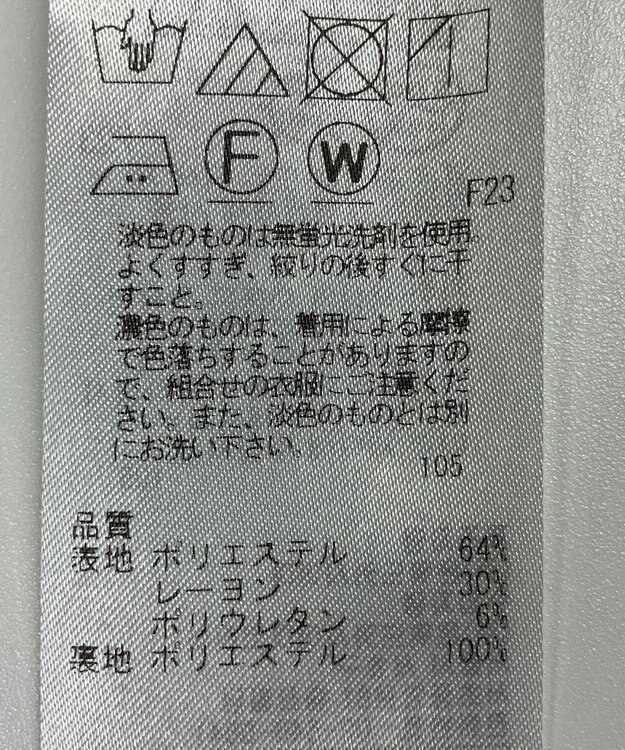 F
W
F23
淡色のものは無蛍光洗剤を使用。
よくすすぎ、絞りの後すぐに干
すこと。
濃色のものは、着用による摩擦
で色落ちすることがありますの
で、組合せの衣服にご注意くだ
さい。また、淡色のものとは別
にお洗い下さい。
105
品質
表地 ポリエステル 64%
レーヨン 30%
ポリウレタン 6%
裏地 ポリエステル 100%